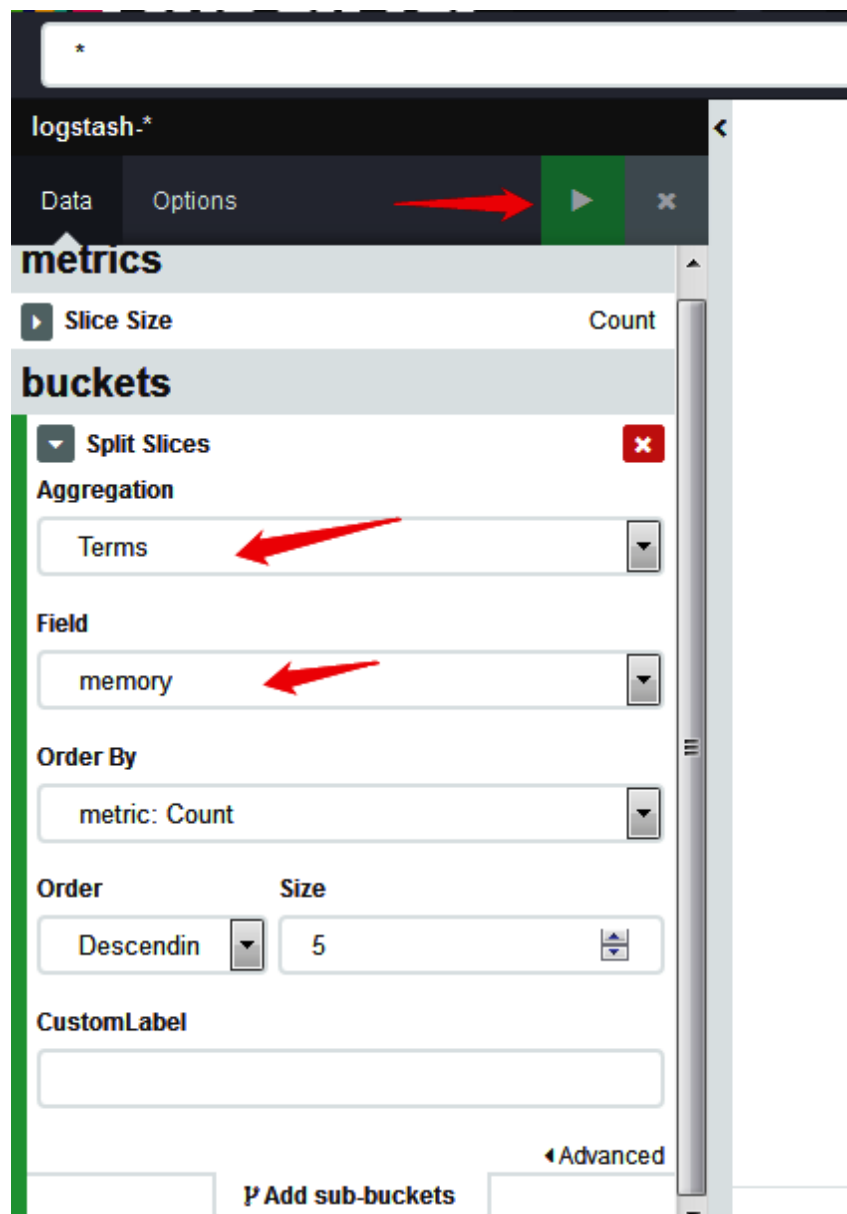 *
logstash-*
Data Options
metrics
Slice Size Count
buckets
Split Slices
Aggregation
Terms
Field
memory
Order By
metric: Count
Order Size
Descendin 5
CustomLabel
Advanced
Add sub-buckets